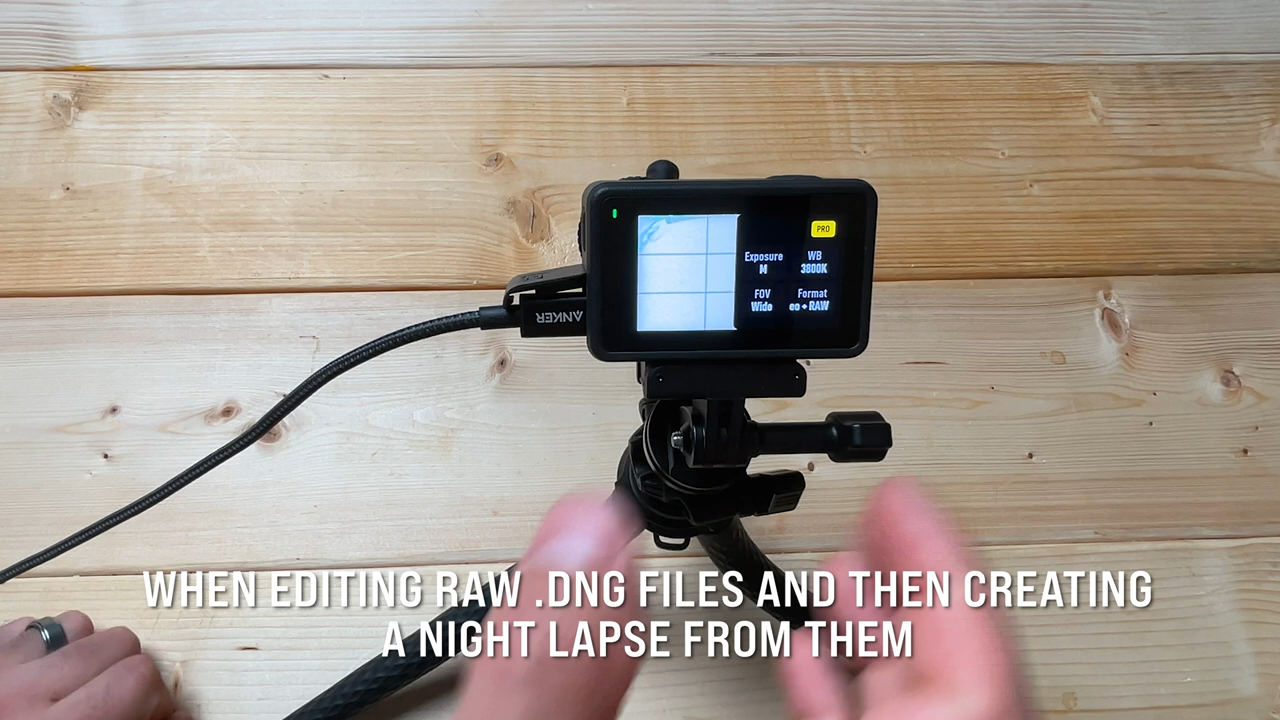 PRO
Exposure WB
M 3800K
FOV Format
Wide eo + RAW
ANKER
WHEN EDITING RAW .DNG FILES AND THEN CREATING
A NIGHT LAPSE FROM THEM